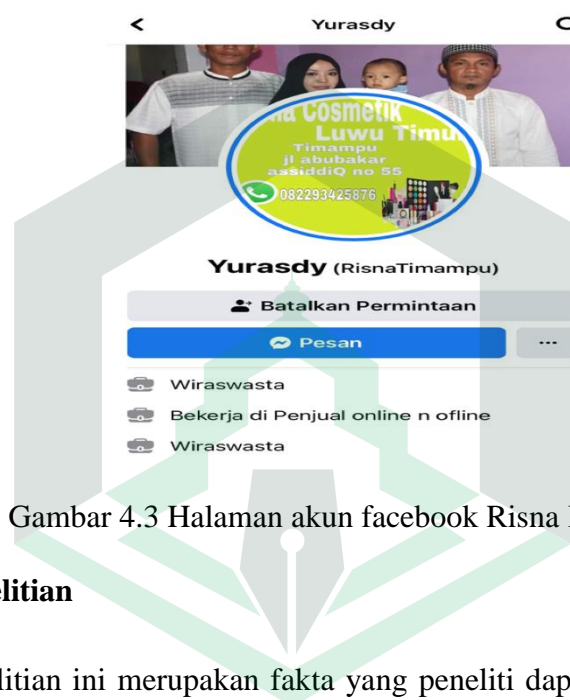 Yurasdy
Cosmetik
Luwu Timu
Timampu
jl abubakar
assiddiQ no 55
082293425876
Yurasdy (RisnaTimampu)
Batalkan Permintaan
Pesan
Wiraswasta
Bekerja di Penjual online n ofline
Wiraswasta
Gambar 4.3 Halaman akun facebook Risna
elitian
litian ini merupakan fakta yang peneliti dap